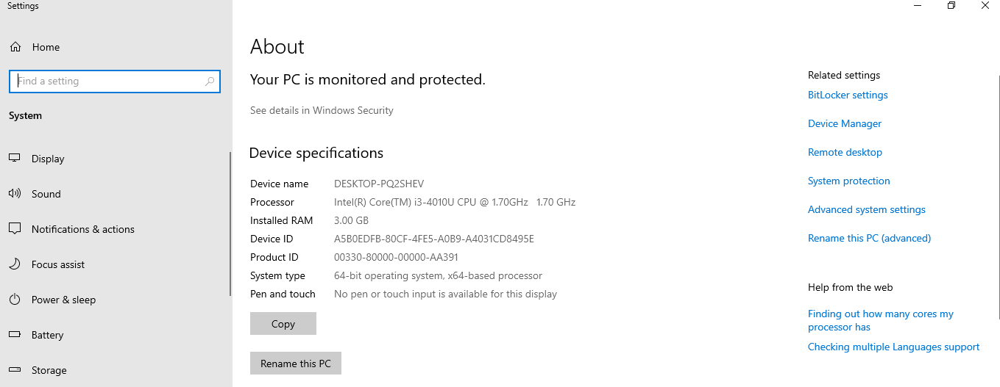 Settings
Home
Find a setting
System
Display
Sound
Notifications & actions
Focus assist
Power & sleep
Battery
Storage
About
Your PC is monitored and protected.
See details in Windows Security
Device specifications
Device name DESKTOP-PQ2SHEV
Processor Intel(R) Core(TM) i3-4010U CPU @ 1.70GHz 1.70 GHz
Installed RAM 3.00 GB
Device ID A5B0EDFB-80CF-4FE5-A0B9-A4031CD8495E
Product ID 00330-80000-00000-AA391
System type 64-bit operating system, x64-based processor
Pen and touch No pen or touch input is available for this display
Copy
Rename this PC
Related settings
BitLocker settings
Device Manager
Remote desktop
System protection
Advanced system settings
Rename this PC (advanced)
Help from the web
Finding out how many cores my
processor has
Checking multiple Languages support